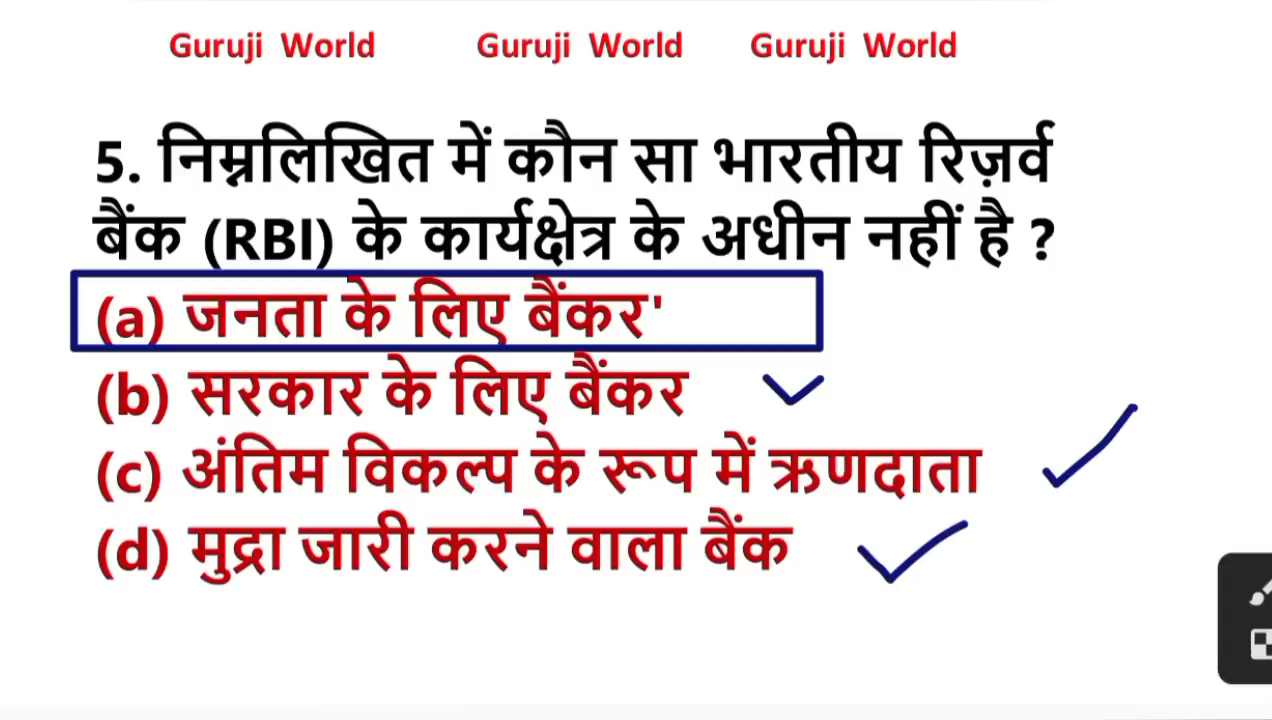 Guruji World Guruji World Guruji World
5. निम्नलिखित में कौन सा भारतीय रिज़र्व
बैंक (RBI) के कार्यक्षेत्र के अधीन नहीं है ?
(a) जनता के लिए बैंकर'
(b) सरकार के लिए बैंकर
(c) अंतिम विकल्प के रूप में ऋणदाता
(d) मुद्रा जारी करने वाला बैंक